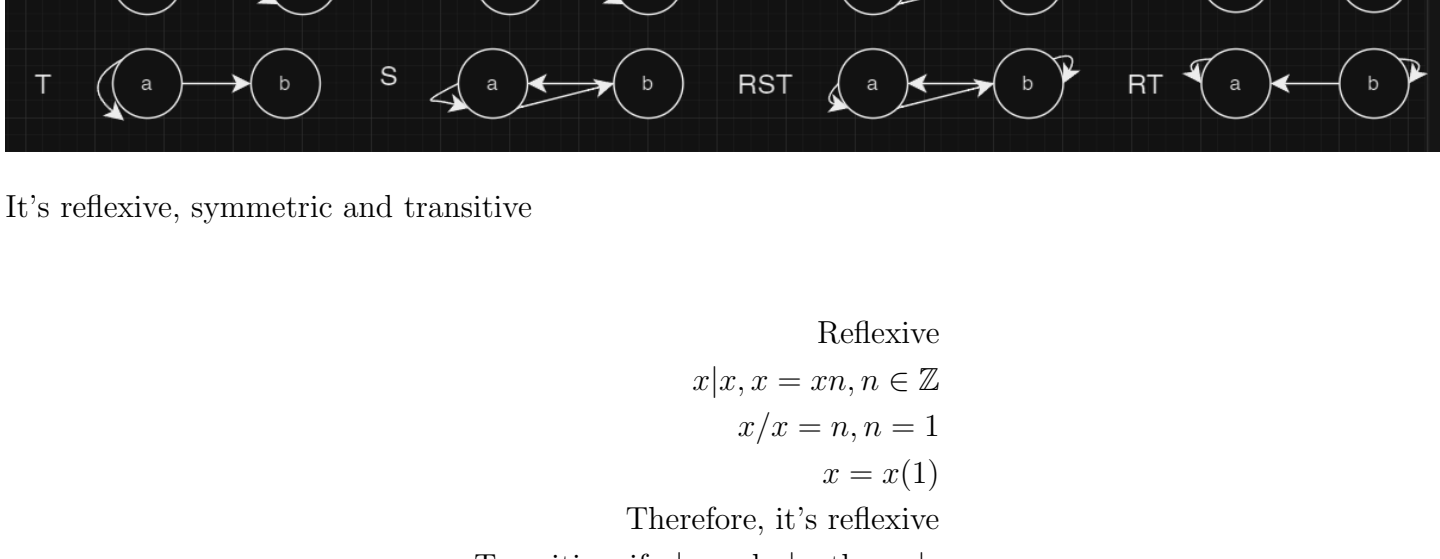 T a b S a b RST a b RT a b
It's reflexive, symmetric and transitive
Reflexive
x|x, x = xn, n ∈ ℤ
x/x = n, n = 1
x = x(1)
Therefore, it's reflexive